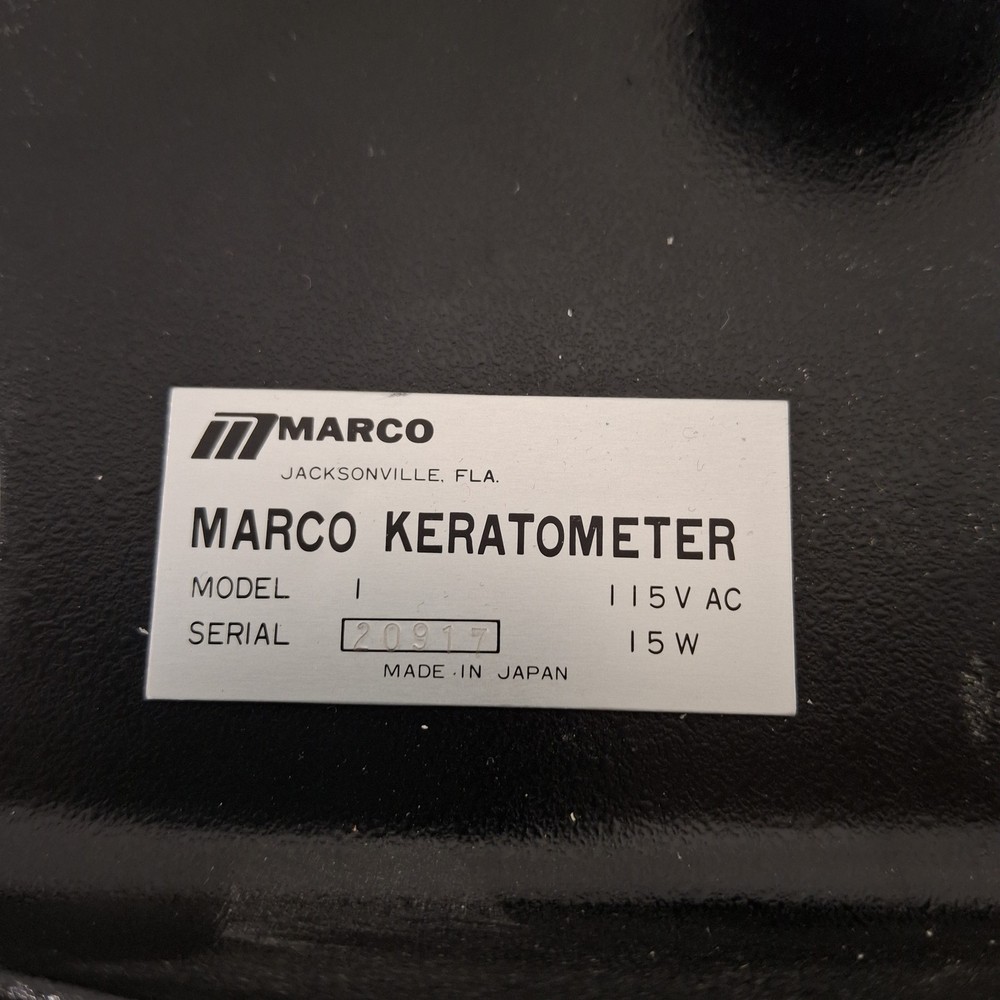 MARCO
JACKSONVILLE, FLA.
MARCO KERATOMETER
MODEL I 115V AC
SERIAL 20917 15W
MADE IN JAPAN